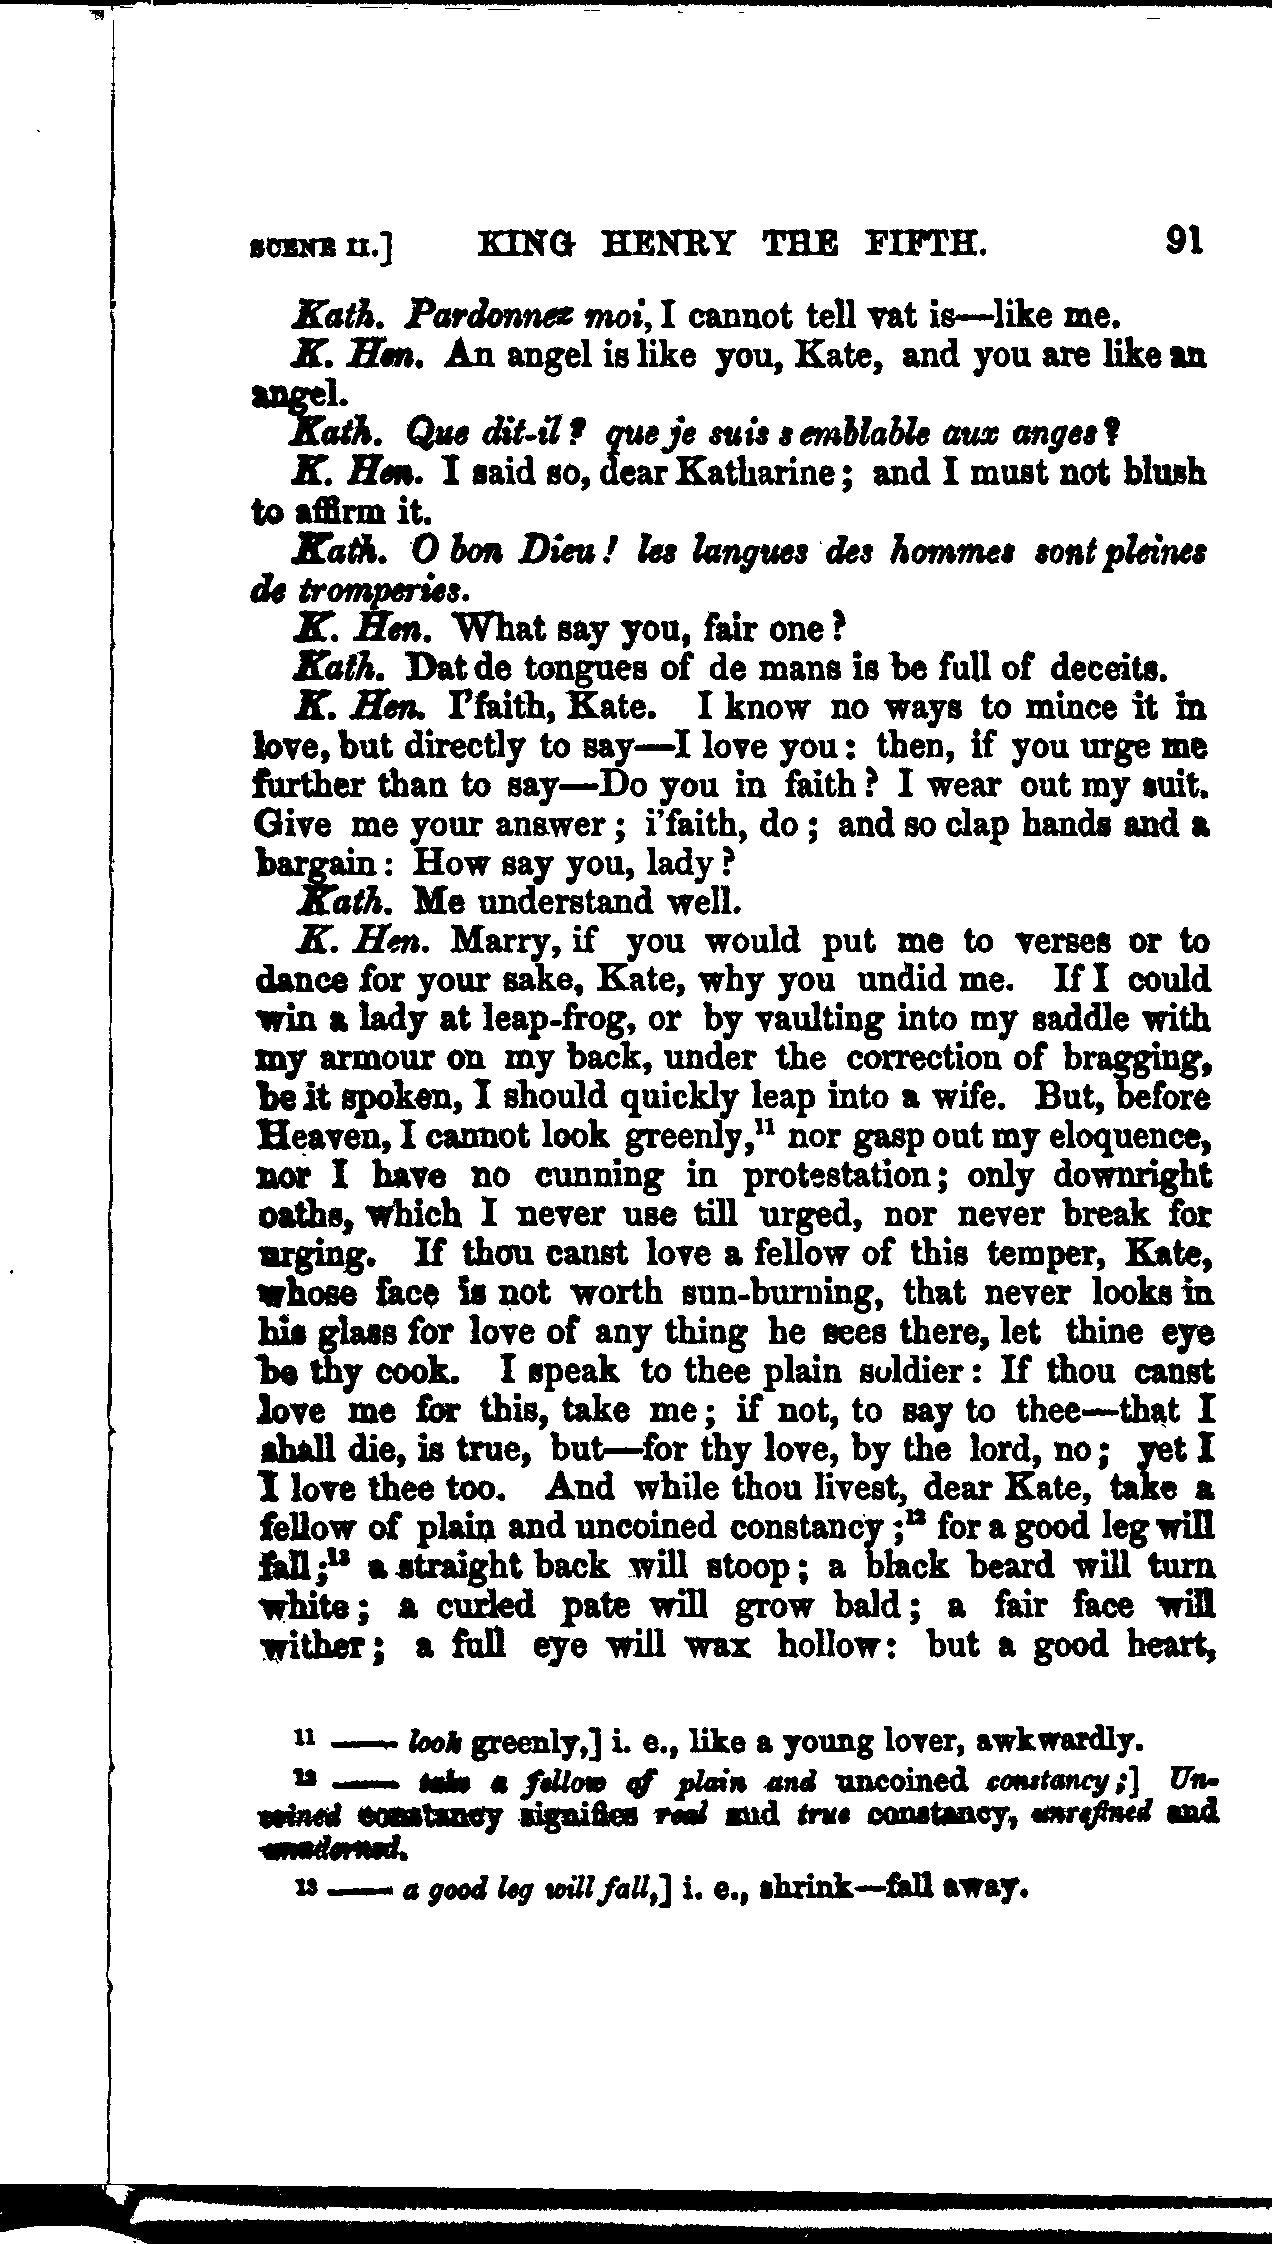 SCENE II.] KING HENRY THE FIFTH. 91
Kath. Pardonnez moi, I cannot tell vat is—like me.
K. Hen. An angel is like you, Kate, and you are like an
angel.
Kath. Que dit-il? que je suis s emblable aux anges?
K. Hen. I said so, dear Katharine; and I must not blush
to affirm it.
Kath. O bon Dieu! les langues des hommes sont pleines
de tromperies.
K. Hen. What say you, fair one?
Kath. Dat de tongues of de mans is be full of deceits.
K. Hen. I'faith, Kate. I know no ways to mince it in
love, but directly to say—I love you: then, if you urge me
further than to say—Do you in faith? I wear out my suit.
Give me your answer; i'faith, do; and so clap hands and a
bargain: How say you, lady?
Kath. Me understand well.
K. Hen. Marry, if you would put me to verses or to
dance for your sake, Kate, why you undid me. If I could
win a lady at leap-frog, or by vaulting into my saddle with
my armour on my back, under the correction of bragging,
be it spoken, I should quickly leap into a wife. But, before
Heaven, I cannot look greenly,¹¹ nor gasp out my eloquence,
nor I have no cunning in protestation; only downright
oaths, which I never use till urged, nor never break for
urging. If thou canst love a fellow of this temper, Kate,
whose face is not worth sun-burning, that never looks in
his glass for love of any thing he sees there, let thine eye
be thy cook. I speak to thee plain soldier: If thou canst
love me for this, take me; if not, to say to thee—that I
shall die, is true, but—for thy love, by the lord, no; yet I
I love thee too. And while thou livest, dear Kate, take a
fellow of plain and uncoined constancy;¹² for a good leg will
fall;¹³ a straight back will stoop; a black beard will turn
white; a curled pate will grow bald; a fair face will
wither; a full eye will wax hollow: but a good heart,
¹¹ —— look greenly,] i. e., like a young lover, awkwardly.
¹² —— take a fellow of plain and uncoined constancy;] Un-
coined constancy signifies real and true constancy, unrefined and
unadorned.
¹³ —— a good leg will fall,] i. e., shrink—fall away.